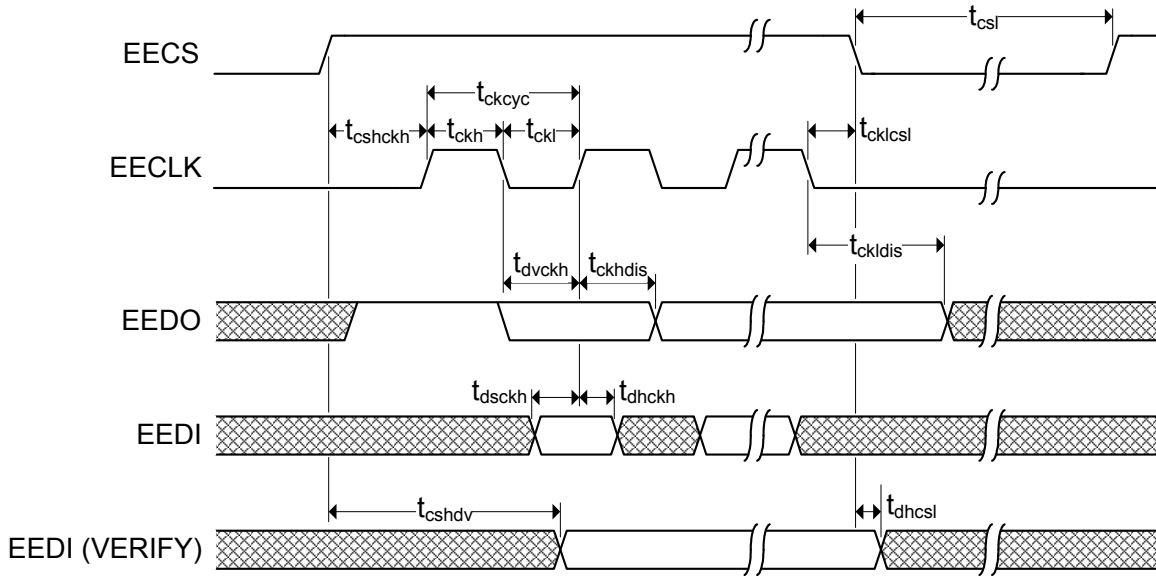 t_csl
EECS
t_ckcyc
t_cshckh t_ckh t_ckl t_cklcsl
EECLK
t_ckldis
t_dvckh t_ckhdis
EEDO
t_dsckh t_dhckh
EEDI
t_cshdv t_dhcsl
EEDI (VERIFY)